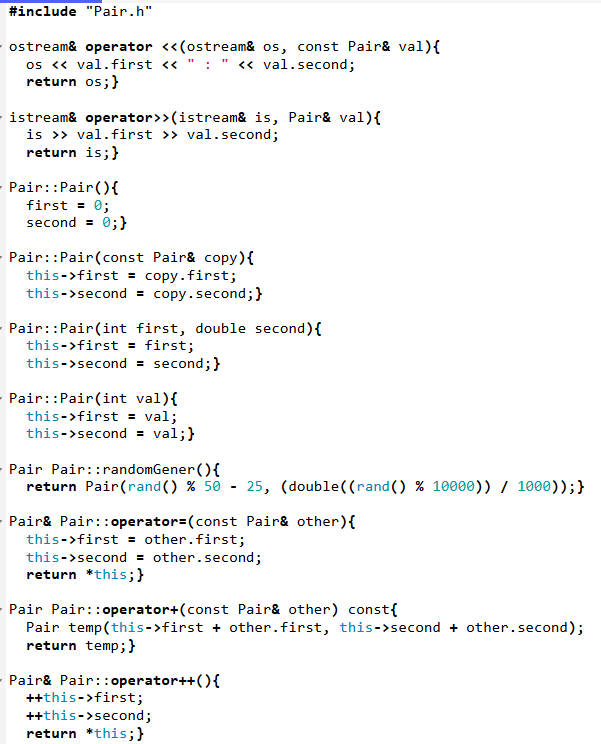 #include "Pair.h"
ostream& operator <<(ostream& os, const Pair& val){
os << val.first << " : " << val.second;
return os;}
istream& operator>>(istream& is, Pair& val){
is >> val.first >> val.second;
return is;}
Pair::Pair(){
first = 0;
second = 0;}
Pair::Pair(const Pair& copy){
this->first = copy.first;
this->second = copy.second;}
Pair::Pair(int first, double second){
this->first = first;
this->second = second;}
Pair::Pair(int val){
this->first = val;
this->second = val;}
Pair Pair::randomGener(){
return Pair(rand() % 50 - 25, (double((rand() % 10000)) / 1000));}
Pair& Pair::operator=(const Pair& other){
this->first = other.first;
this->second = other.second;
return *this;}
Pair Pair::operator+(const Pair& other) const{
Pair temp(this->first + other.first, this->second + other.second);
return temp;}
Pair& Pair::operator++(){
++this->first;
++this->second;
return *this;}